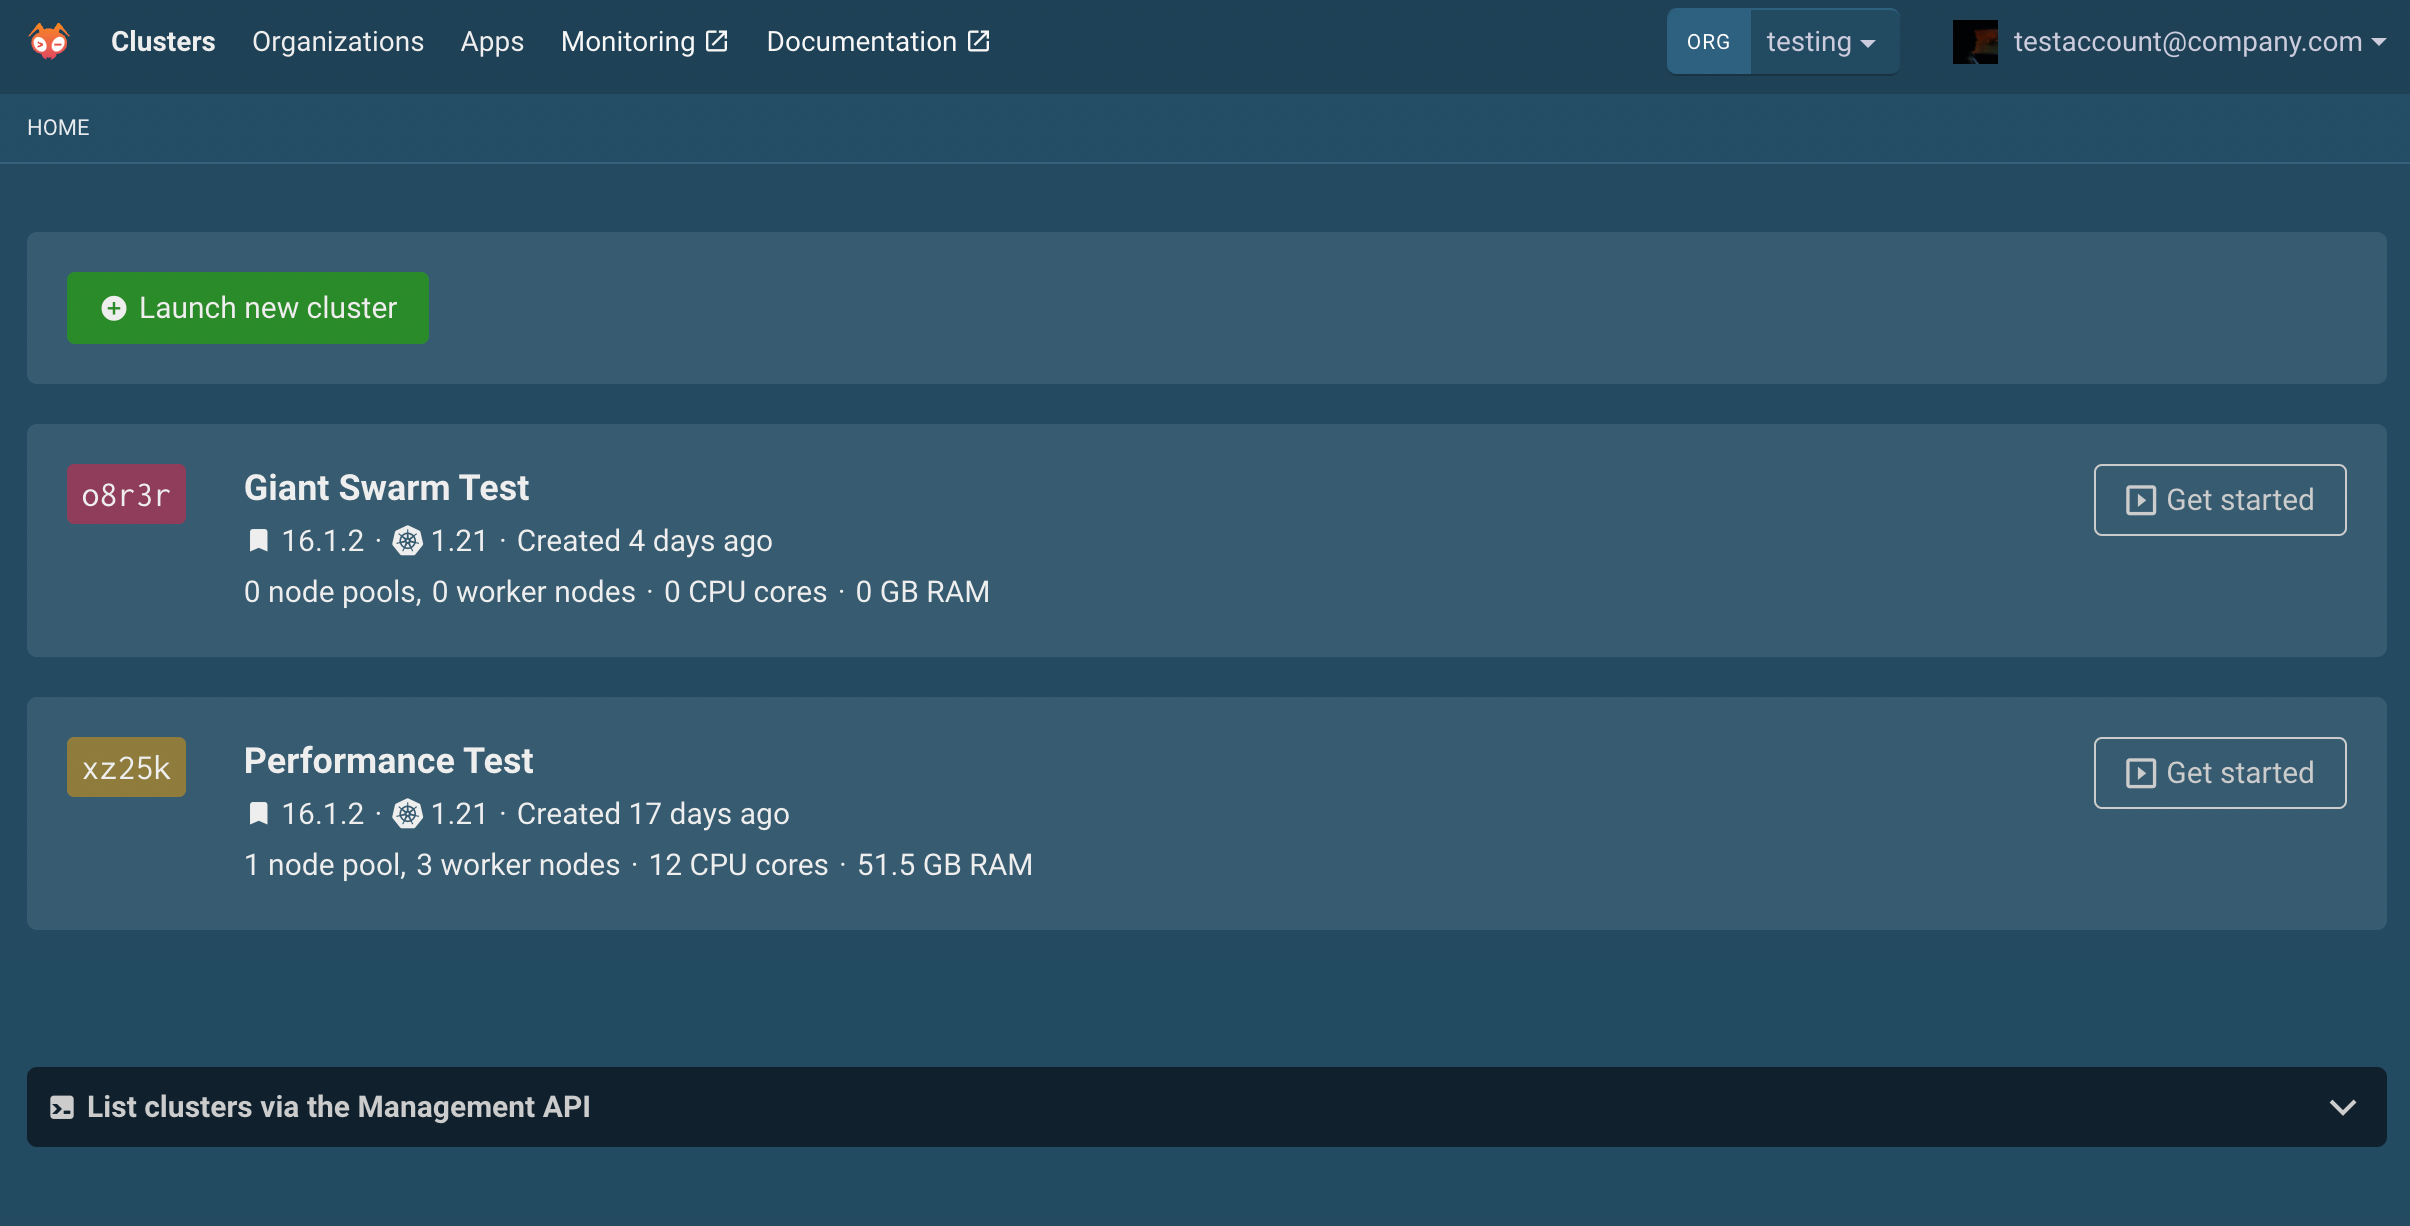 Clusters Organizations Apps Monitoring Documentation ORG testing testaccount@company.com
HOME
Launch new cluster
o8r3r Giant Swarm Test Get started
16.1.2 · 1.21 · Created 4 days ago
0 node pools, 0 worker nodes · 0 CPU cores · 0 GB RAM
xz25k Performance Test Get started
16.1.2 · 1.21 · Created 17 days ago
1 node pool, 3 worker nodes · 12 CPU cores · 51.5 GB RAM
List clusters via the Management API